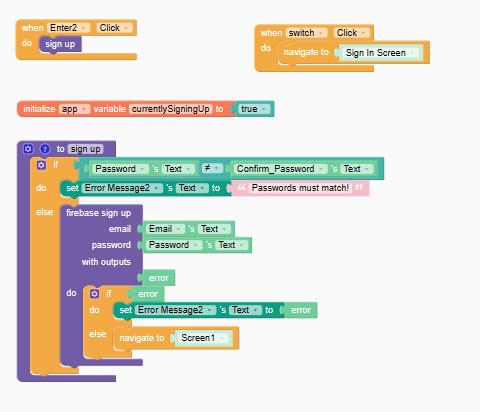 when Enter2 Click
do sign up
when switch Click
do navigate to Sign In Screen
initialize app variable currentlySigningUp to true
? to sign up
if Password 's Text ≠ Confirm_Password 's Text
do set Error Message2 's Text to “ Passwords must match! ”
else firebase sign up
email Email 's Text
password Password 's Text
with outputs
error
do if error
do set Error Message2 's Text to error
else navigate to Screen1